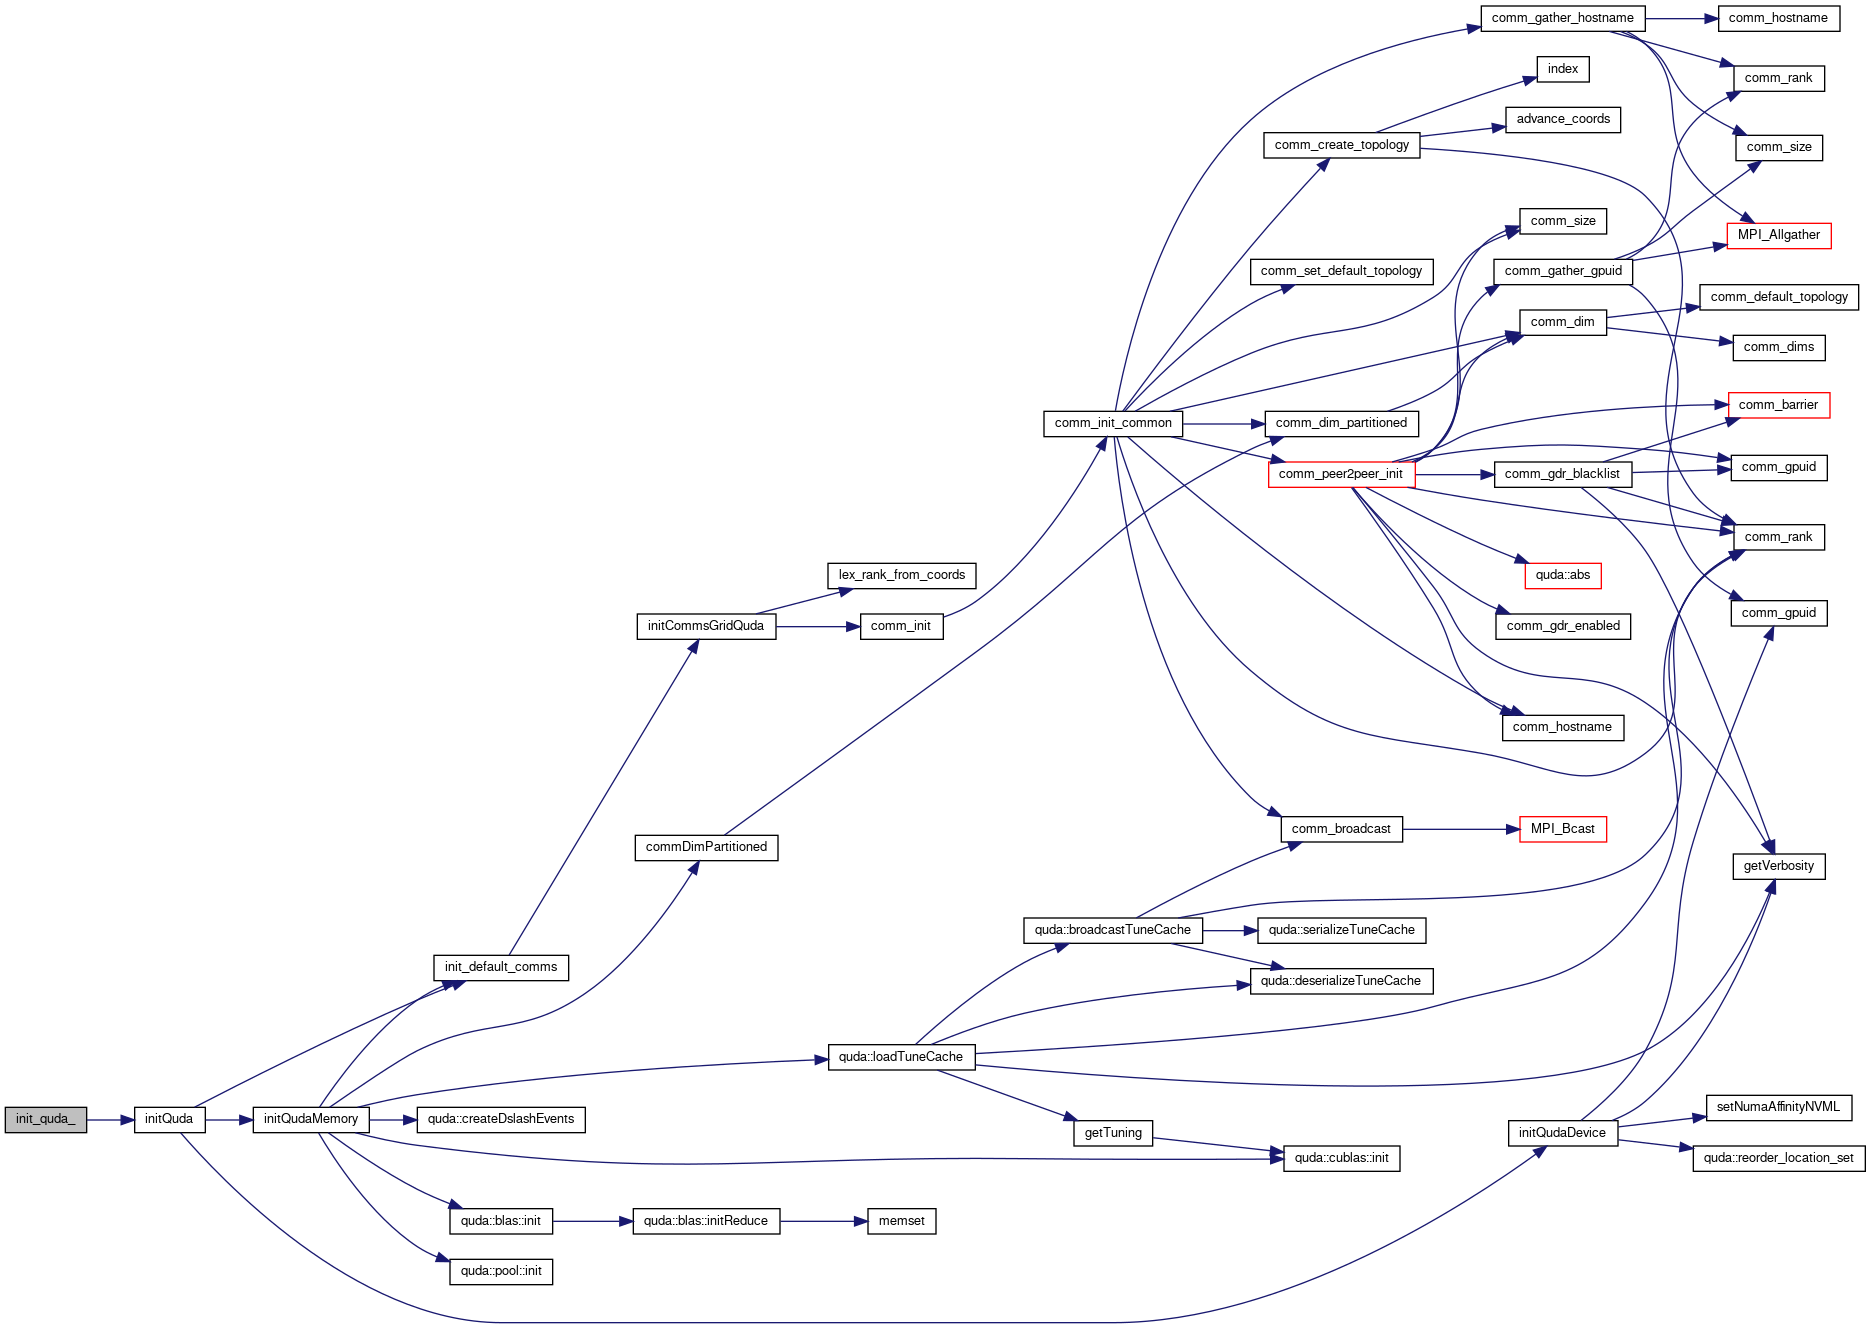 comm_gather_hostname
comm_hostname
index
comm_rank
advance_coords
comm_create_topology
comm_size
comm_size
MPI_Allgather
comm_set_default_topology
comm_gather_gpuid
comm_default_topology
comm_dim
comm_dims
comm_barrier
comm_init_common
comm_dim_partitioned
comm_gpuid
comm_peer2peer_init
comm_gdr_blacklist
comm_rank
lex_rank_from_coords
quda::abs
comm_gpuid
initCommsGridQuda
comm_init
comm_gdr_enabled
comm_hostname
comm_broadcast
MPI_Bcast
commDimPartitioned
getVerbosity
quda::broadcastTuneCache
quda::serializeTuneCache
init_default_comms
quda::deserializeTuneCache
quda::loadTuneCache
setNumaAffinityNVML
init_quda_
initQuda
initQudaMemory
quda::createDslashEvents
getTuning
initQudaDevice
quda::cublas::init
quda::reorder_location_set
quda::blas::init
quda::blas::initReduce
memset
quda::pool::init